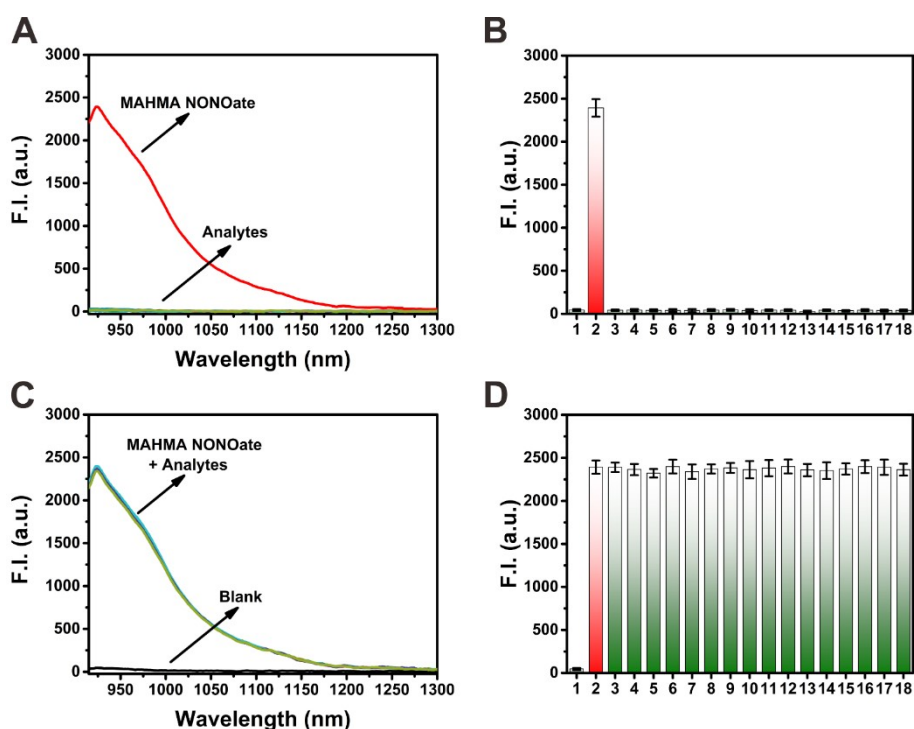 A
3000
2500
2000
1500
1000
500
0
F.I. (a.u.)
MAHMA NONOate
Analytes
950 1000 1050 1100 1150 1200 1250 1300
Wavelength (nm)
B
3000
2500
2000
1500
1000
500
0
F.I. (a.u.)
1 2 3 4 5 6 7 8 9 10 11 12 13 14 15 16 17 18
C
3000
2500
2000
1500
1000
500
0
F.I. (a.u.)
MAHMA NONOate
+ Analytes
Blank
950 1000 1050 1100 1150 1200 1250 1300
Wavelength (nm)
D
3000
2500
2000
1500
1000
500
0
F.I. (a.u.)
1 2 3 4 5 6 7 8 9 10 11 12 13 14 15 16 17 18